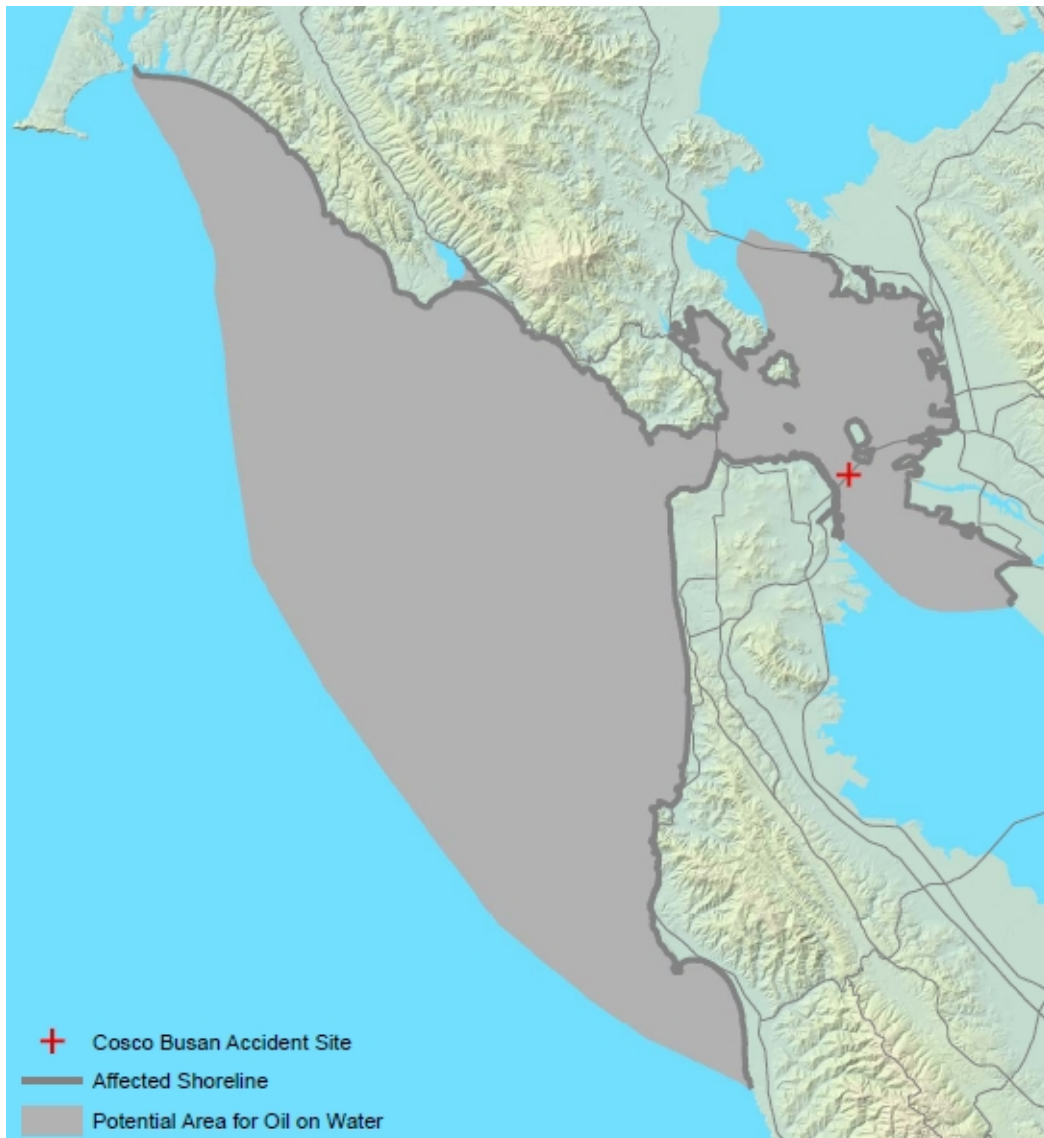 Cosco Busan Accident Site
Affected Shoreline
Potential Area for Oil on Water